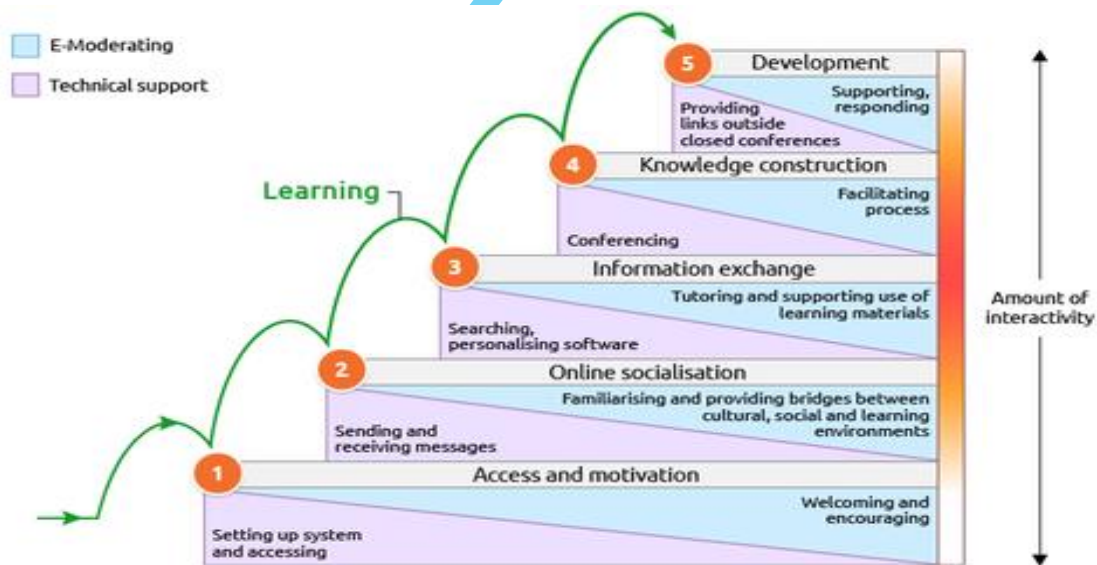 E-Moderating
Technical support
Learning
5
Development
Supporting,
responding
Providing
links outside
closed conferences
4
Knowledge construction
Facilitating
process
Conferencing
3
Information exchange
Tutoring and supporting use of
learning materials
Searching,
personalising software
2
Online socialisation
Familiarising and providing bridges between
cultural, social and learning
environments
Sending and
receiving messages
1
Access and motivation
Welcoming and
encouraging
Setting up system
and accessing
Amount of
interactivity